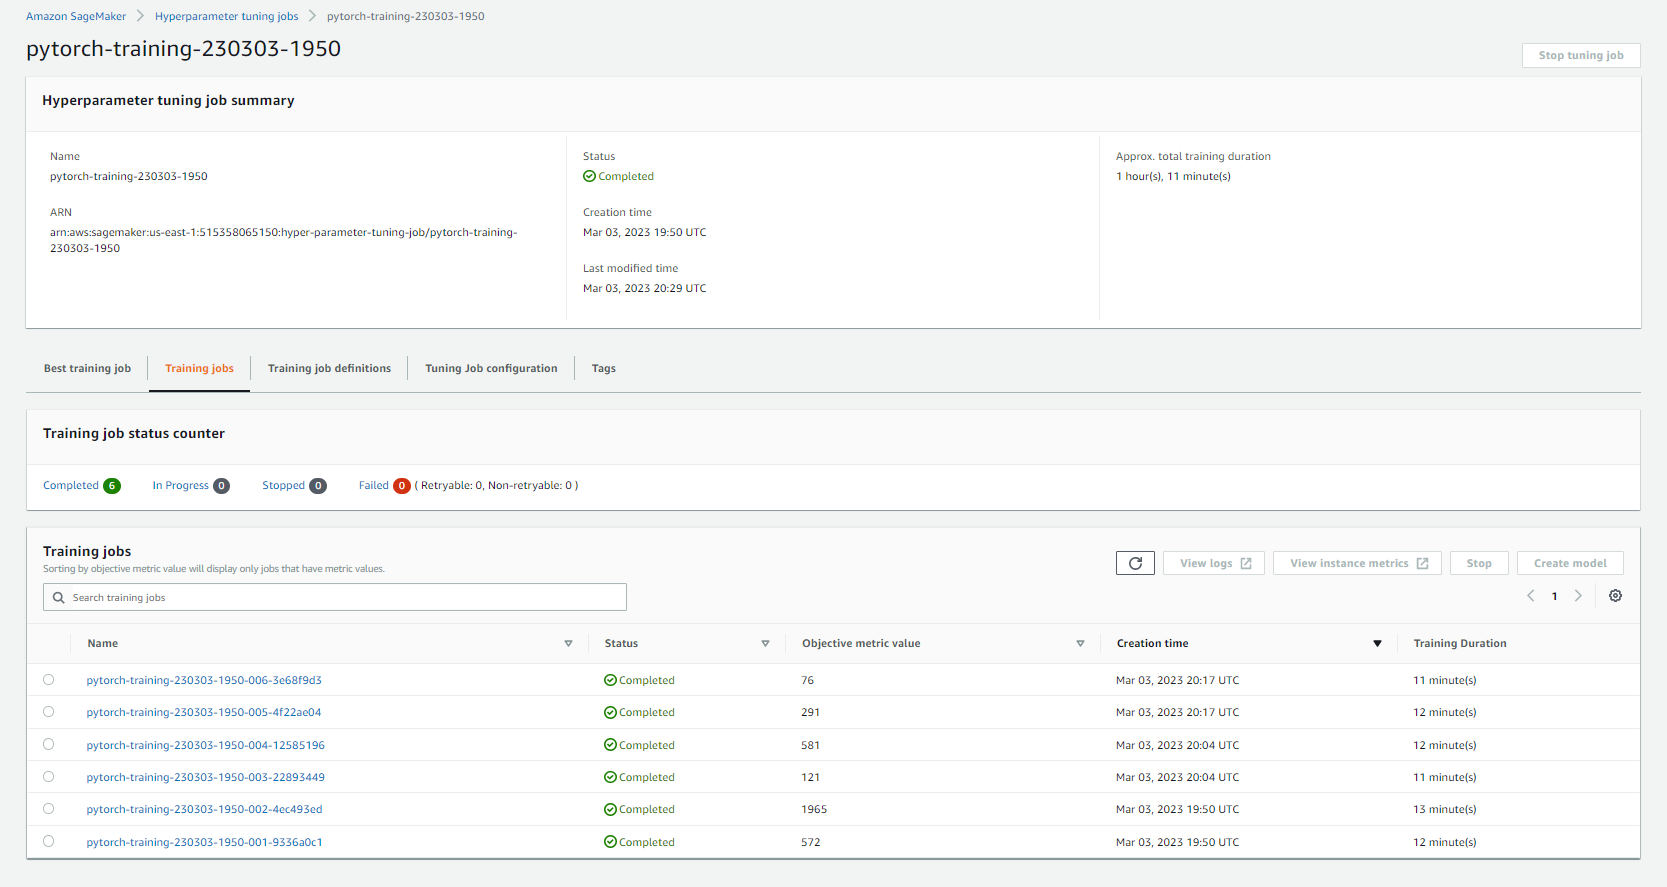 Amazon SageMaker > Hyperparameter tuning jobs > pytorch-training-230303-1950
pytorch-training-230303-1950
Stop tuning job
Hyperparameter tuning job summary
Name
pytorch-training-230303-1950
ARN
arn:aws:sagemaker:us-east-1:515358065150:hyper-parameter-tuning-job/pytorch-training-
230303-1950
Status
Completed
Creation time
Mar 03, 2023 19:50 UTC
Last modified time
Mar 03, 2023 20:29 UTC
Approx. total training duration
1 hour(s), 11 minute(s)
Best training job Training jobs Training job definitions Tuning Job configuration Tags
Training job status counter
Completed 6 In Progress 0 Stopped 0 Failed 0 ( Retryable: 0, Non-retryable: 0 )
Training jobs
Sorting by objective metric value will display only jobs that have metric values.
View logs View instance metrics Stop Create model
Search training jobs
1
Name Status Objective metric value Creation time Training Duration
pytorch-training-230303-1950-006-3e68f9d3 Completed 76 Mar 03, 2023 20:17 UTC 11 minute(s)
pytorch-training-230303-1950-005-4f22ae04 Completed 291 Mar 03, 2023 20:17 UTC 12 minute(s)
pytorch-training-230303-1950-004-12585196 Completed 581 Mar 03, 2023 20:04 UTC 12 minute(s)
pytorch-training-230303-1950-003-22893449 Completed 121 Mar 03, 2023 20:04 UTC 11 minute(s)
pytorch-training-230303-1950-002-4ec493ed Completed 1965 Mar 03, 2023 19:50 UTC 13 minute(s)
pytorch-training-230303-1950-001-9336a0c1 Completed 572 Mar 03, 2023 19:50 UTC 12 minute(s)